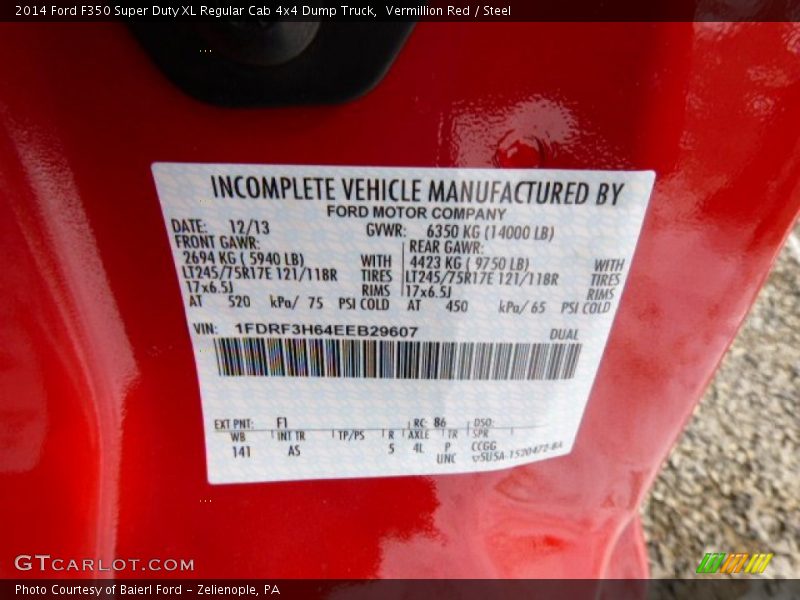 2014 Ford F350 Super Duty XL Regular Cab 4x4 Dump Truck,  Vermillion Red / Steel
INCOMPLETE VEHICLE MANUFACTURED BY
FORD MOTOR COMPANY
DATE: 12/13 GVWR: 6350 KG (14000 LB)
FRONT GAWR: REAR GAWR:
2694 KG ( 5940 LB) WITH 4423 KG ( 9750 LB) WITH
LT245/75R17E 121/118R TIRES LT245/75R17E 121/118R TIRES
17x6.5J RIMS 17x6.5J RIMS
AT 520 kPa/ 75 PSI COLD AT 450 kPa/ 65 PSI COLD
VIN: 1FDRF3H64EEB29607 DUAL
EXT PNT: F1 RC: 86 DSO:
WB INT TR TP/PS R AXLE TR SPR
141 AS 5 4L P CCGG
UNC ▽5USA-1520472-BA
GTCARLOT.COM
Photo Courtesy of Baierl Ford - Zelienople, PA